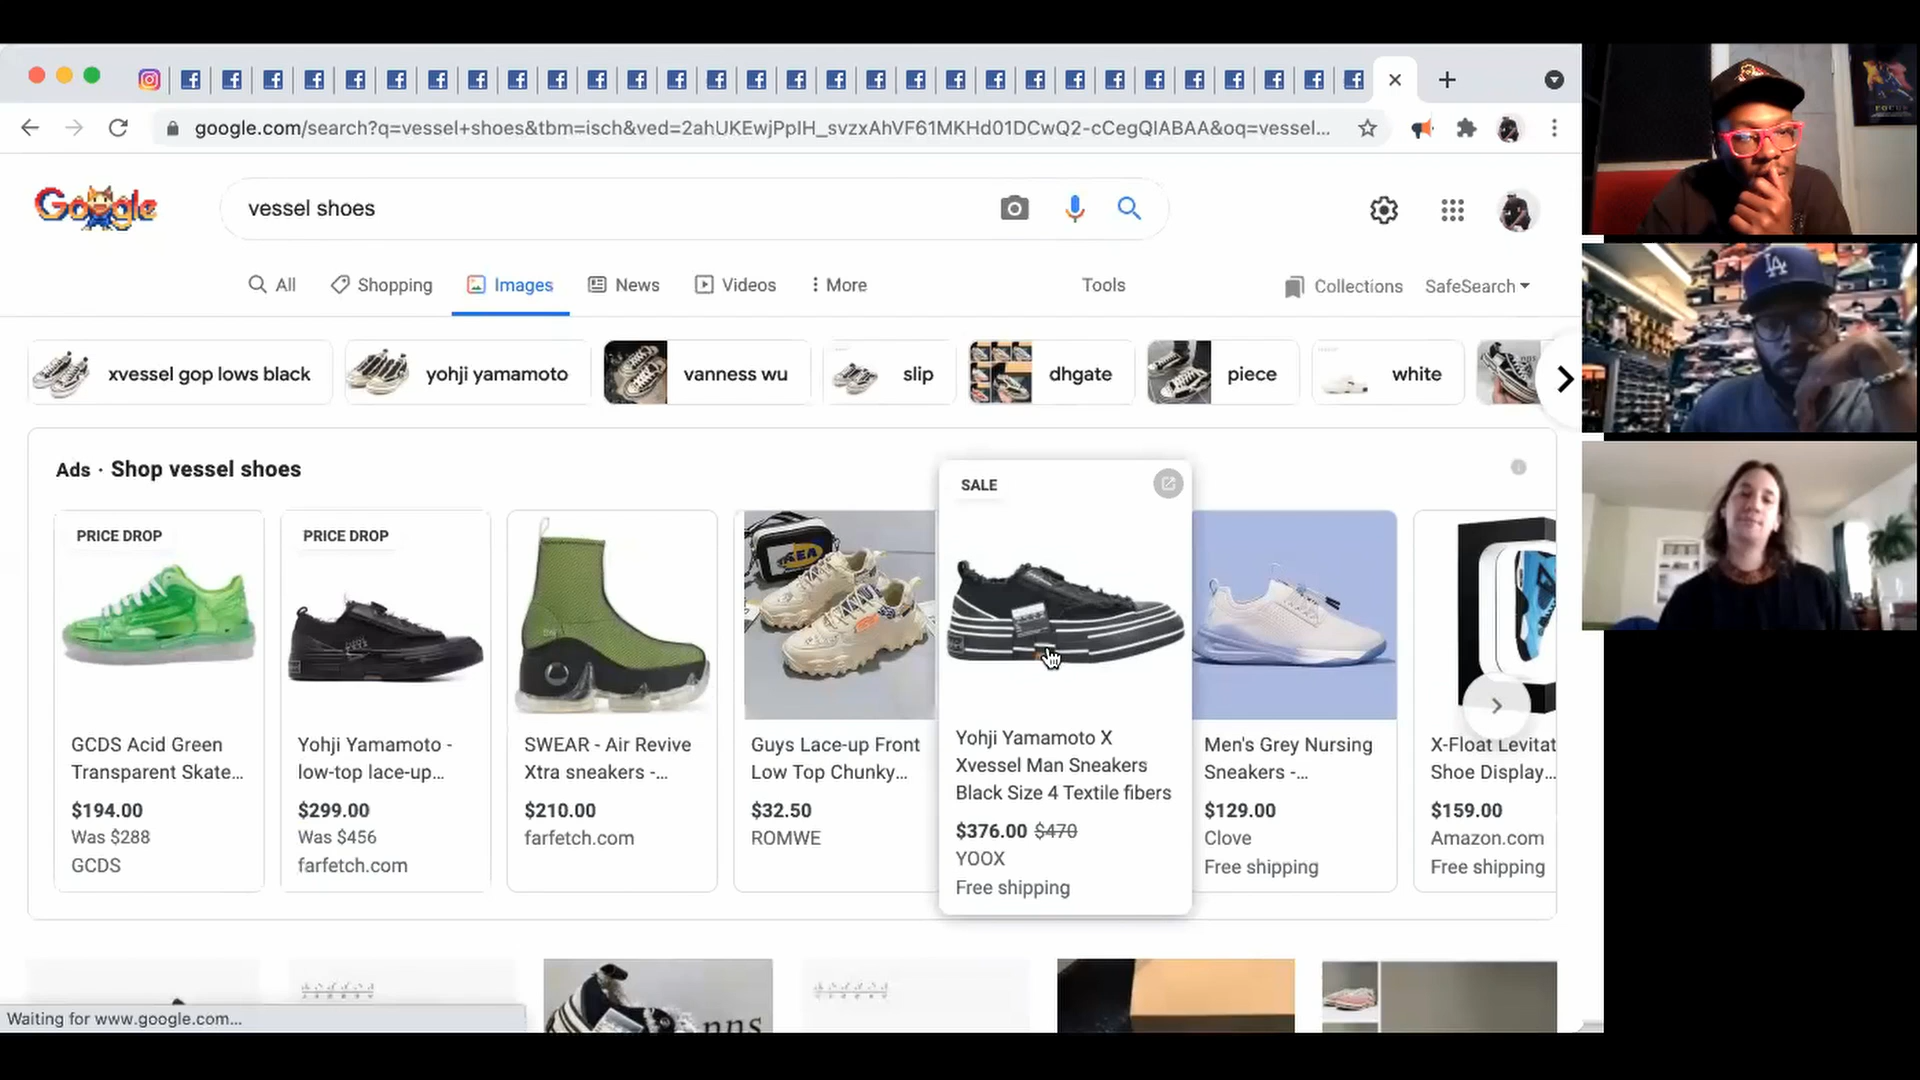 google.com/search?q=vessel+shoes&tbm=isch&ved=2ahUKEwjPpIH_svzxAhVF61MKHd01DCwQ2-cCegQIABAA&oq=vessel...
Google
vessel shoes
All
Shopping
Images
News
Videos
More
Tools
Collections
SafeSearch
xvessel gop lows black
yohji yamamoto
vanness wu
slip
dhgate
piece
white
Ads · Shop vessel shoes
PRICE DROP
GCDS Acid Green
Transparent Skate...
$194.00
Was $288
GCDS
PRICE DROP
Yohji Yamamoto -
low-top lace-up...
$299.00
Was $456
farfetch.com
SWEAR - Air Revive
Xtra sneakers -...
$210.00
farfetch.com
Guys Lace-up Front
Low Top Chunky...
$32.50
ROMWE
SALE
Yohji Yamamoto X
Xvessel Man Sneakers
Black Size 4 Textile fibers
$376.00 $470
YOOX
Free shipping
Men's Grey Nursing
Sneakers -...
$129.00
Clove
Free shipping
X-Float Levitat
Shoe Display...
$159.00
Amazon.com
Free shipping
Waiting for www.google.com...
LA
FOCUS